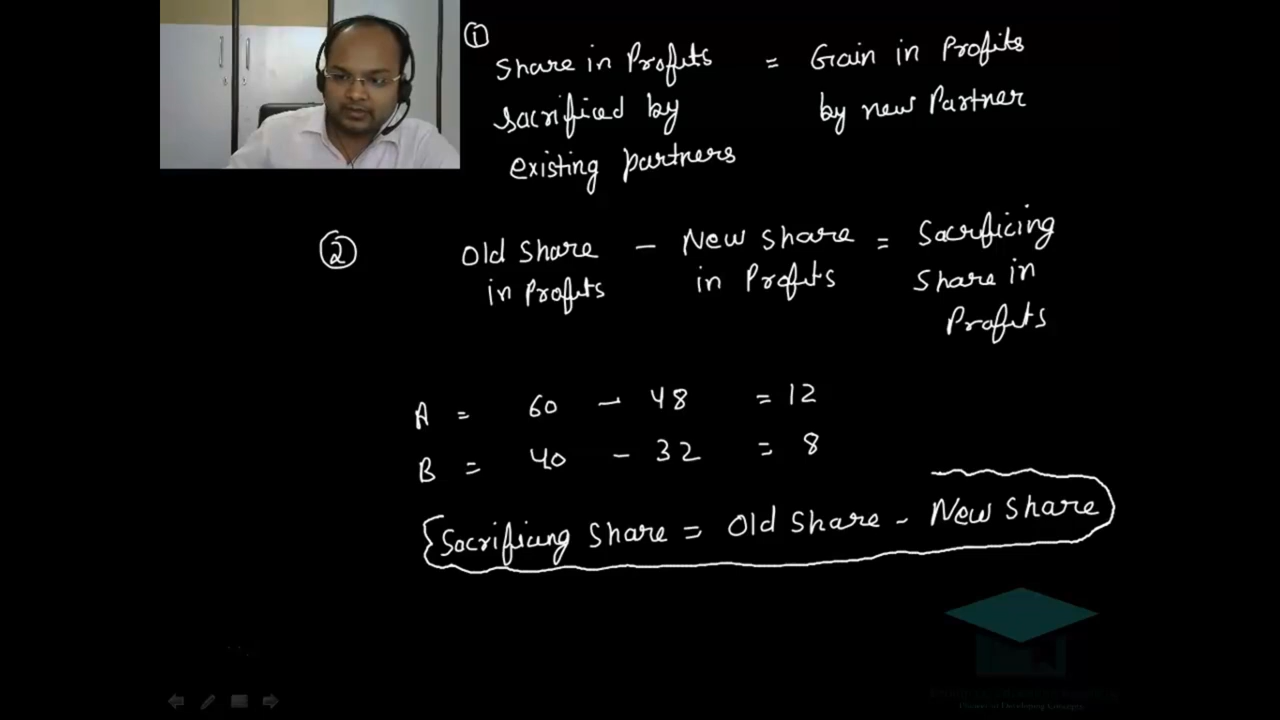 1
Share in Profits = Gain in Profits
sacrificed by by new Partner
existing partners
2 Old Share - New Share = Sacrificing
in Profits in Profits Share in
Profits
A = 60 - 48 = 12
B = 40 - 32 = 8
{Sacrificing Share = Old Share - New Share